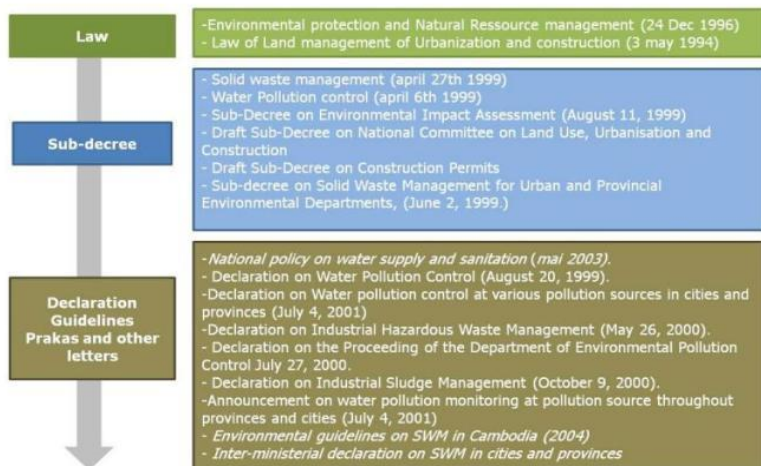 Law
-Environmental protection and Natural Ressource management (24 Dec 1996)
- Law of Land management of Urbanization and construction (3 may 1994)
Sub-decree
- Solid waste management (april 27th 1999)
- Water Pollution control (april 6th 1999)
- Sub-Decree on Environmental Impact Assessment (August 11, 1999)
- Draft Sub-Decree on National Committee on Land Use, Urbanisation and
Construction
- Draft Sub-Decree on Construction Permits
- Sub-decree on Solid Waste Management for Urban and Provincial
Environmental Departments, (June 2, 1999.)
Declaration
Guidelines
Prakas and other
letters
-National policy on water supply and sanitation (mai 2003).
- Declaration on Water Pollution Control (August 20, 1999).
-Declaration on Water pollution control at various pollution sources in cities and
provinces (July 4, 2001)
-Declaration on Industrial Hazardous Waste Management (May 26, 2000).
- Declaration on the Proceeding of the Department of Environmental Pollution
Control July 27, 2000.
- Declaration on Industrial Sludge Management (October 9, 2000).
-Announcement on water pollution monitoring at pollution source throughout
provinces and cities (July 4, 2001)
- Environmental guidelines on SWM in Cambodia (2004)
- Inter-ministerial declaration on SWM in cities and provinces